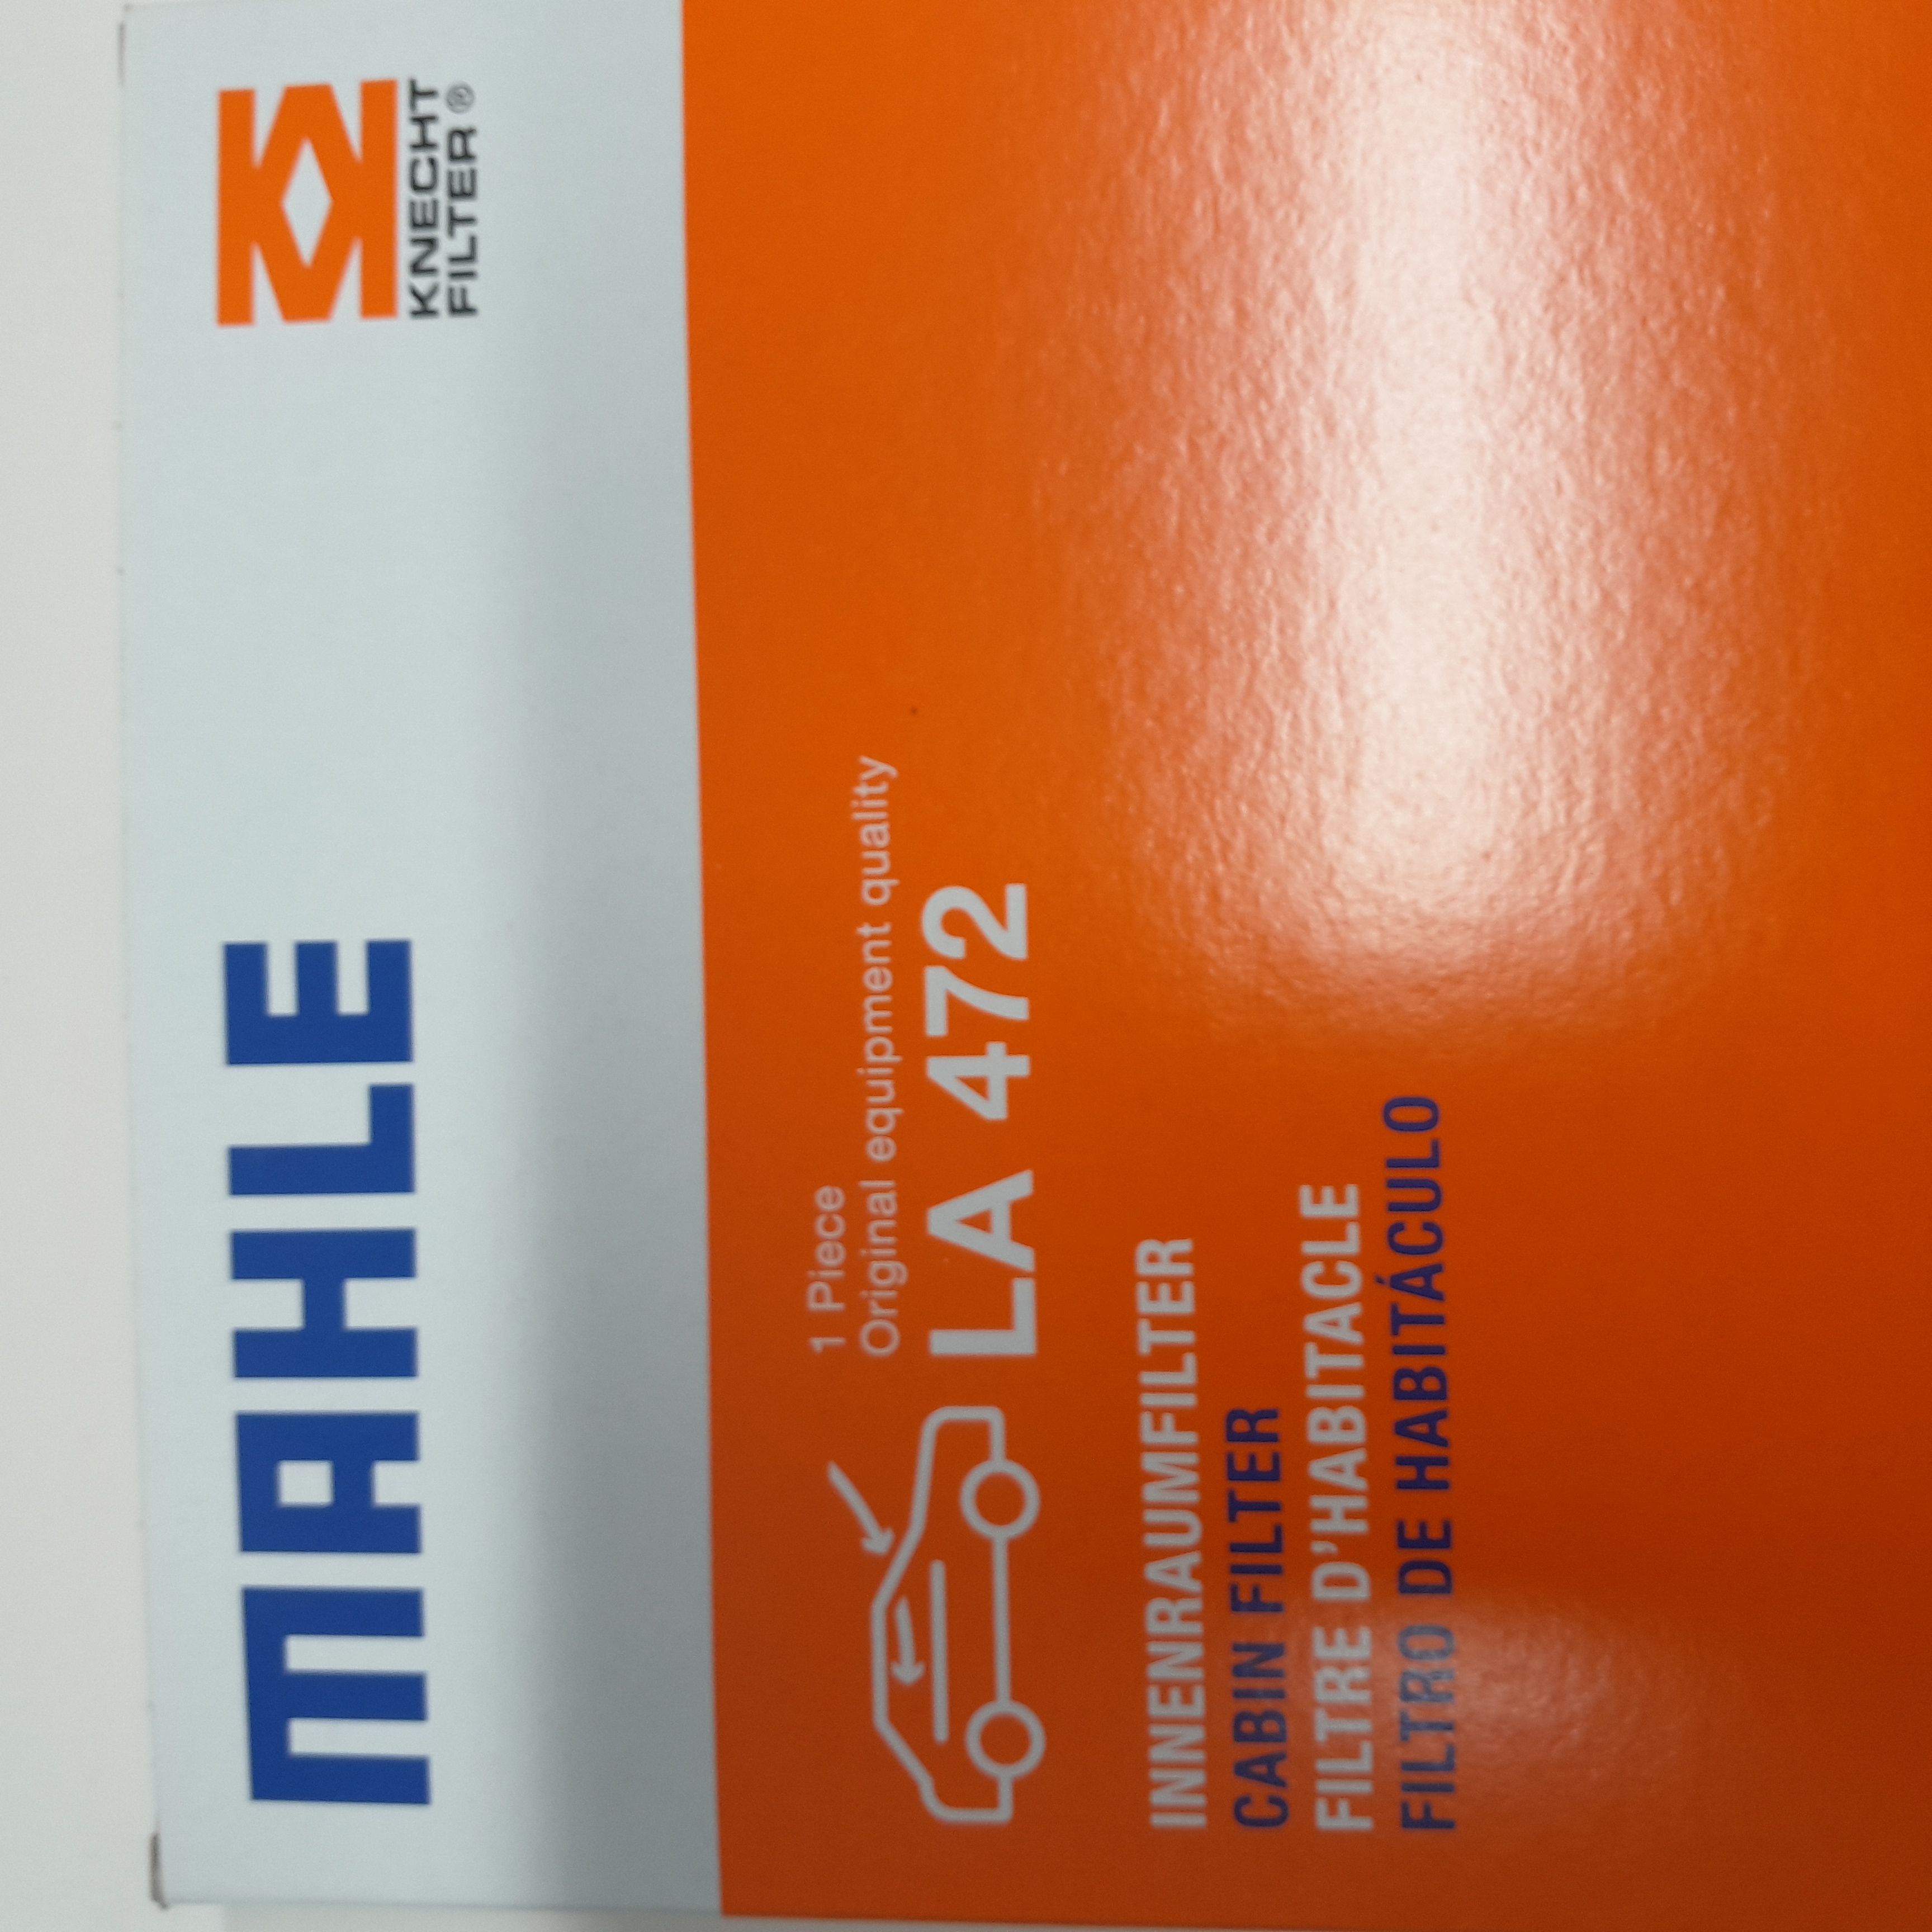 MAHLE
KNECHT
FILTER®
1 Piece
Original equipment quality
LA 472
INNENRAUMFILTER
CABIN FILTER
FILTRE D'HABITACLE
FILTRO DE HABITÁCULO